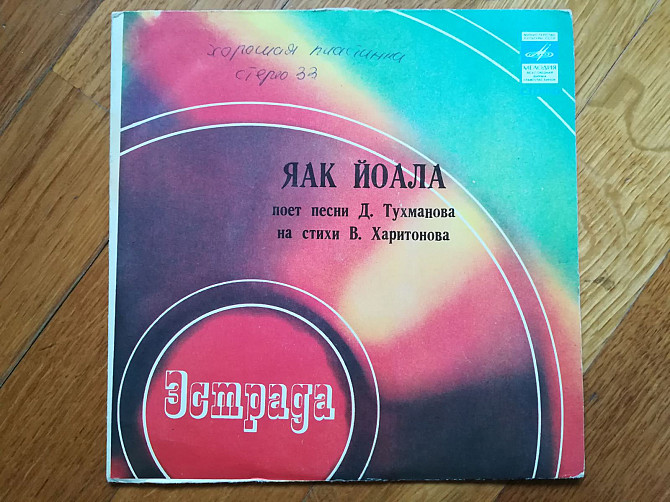 хорошая пластинка
стерео 33
МЕЛОДИЯ
ЯАК ЙОАЛА
поет песни Д. Тухманова
на стихи В. Харитонова
Эстрада